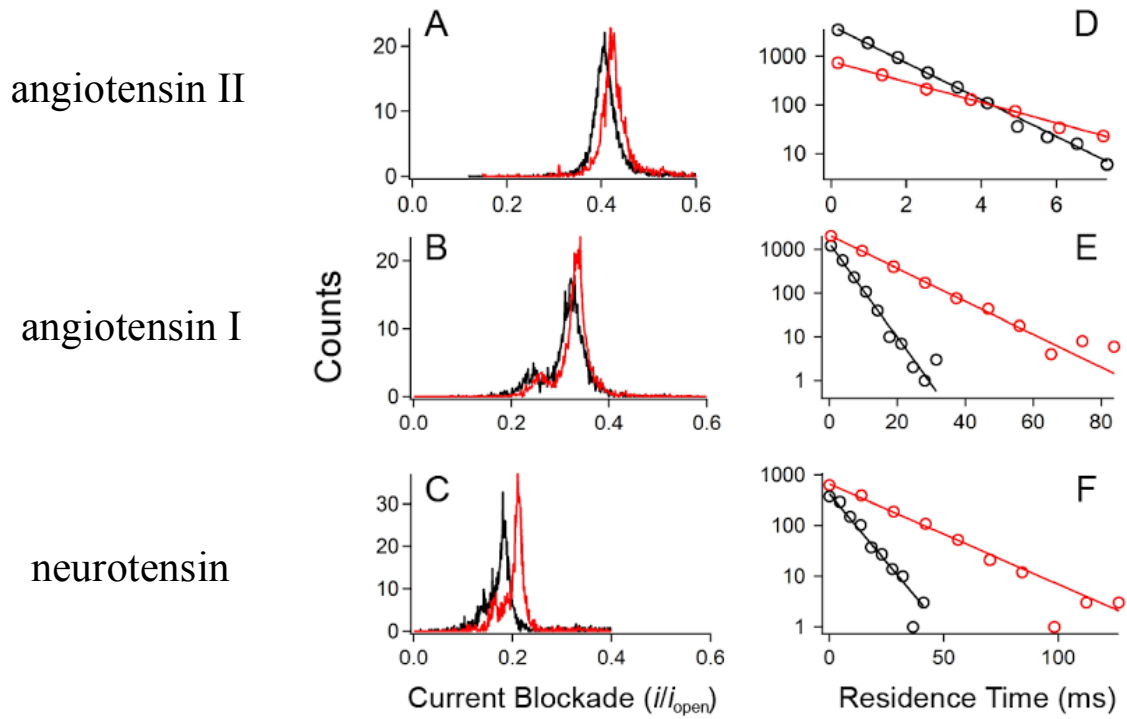 angiotensin II
A
20
10
0
0.0 0.2 0.4 0.6
D
1000
100
10
0 2 4 6
angiotensin I
Counts
B
20
10
0
0.0 0.2 0.4 0.6
E
1000
100
10
1
0 20 40 60 80
neurotensin
C
30
20
10
0
0.0 0.2 0.4 0.6
F
1000
100
10
1
0 50 100
Current Blockade (i/iopen)
Residence Time (ms)